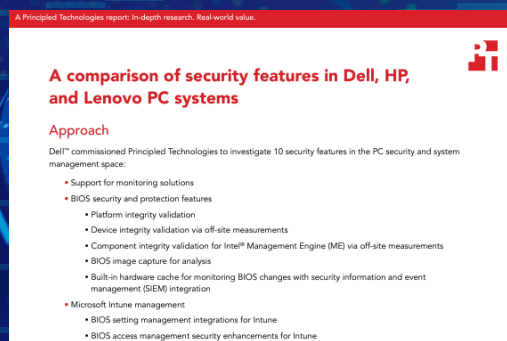 A Principled Technologies report: In-depth research. Real-world value.
PT
A comparison of security features in Dell, HP,
and Lenovo PC systems
Approach
Dell™ commissioned Principled Technologies to investigate 10 security features in the PC security and system
management space:
• Support for monitoring solutions
• BIOS security and protection features
• Platform integrity validation
• Device integrity validation via off-site measurements
• Component integrity validation for Intel® Management Engine (ME) via off-site measurements
• BIOS image capture for analysis
• Built-in hardware cache for monitoring BIOS changes with security information and event
management (SIEM) integration
• Microsoft Intune management
• BIOS setting management integrations for Intune
• BIOS access management security enhancements for Intune